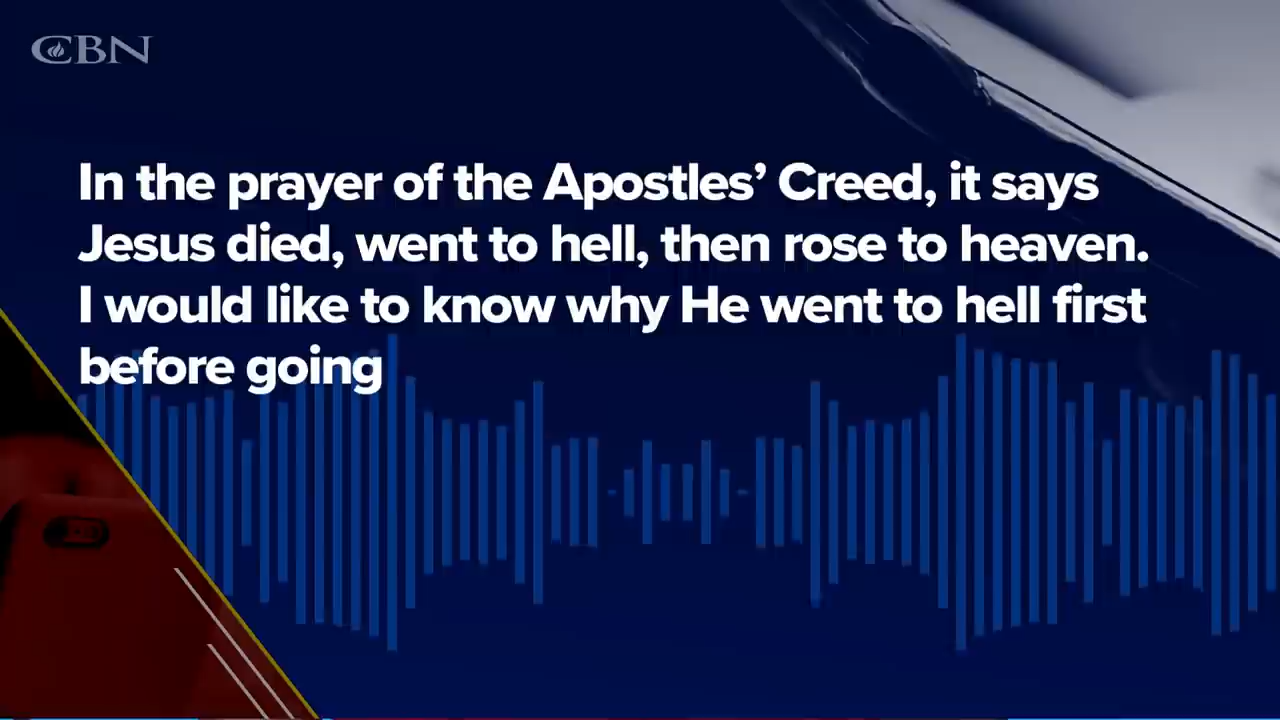 CBN
In the prayer of the Apostles’ Creed, it says
Jesus died, went to hell, then rose to heaven.
I would like to know why He went to hell first
before going